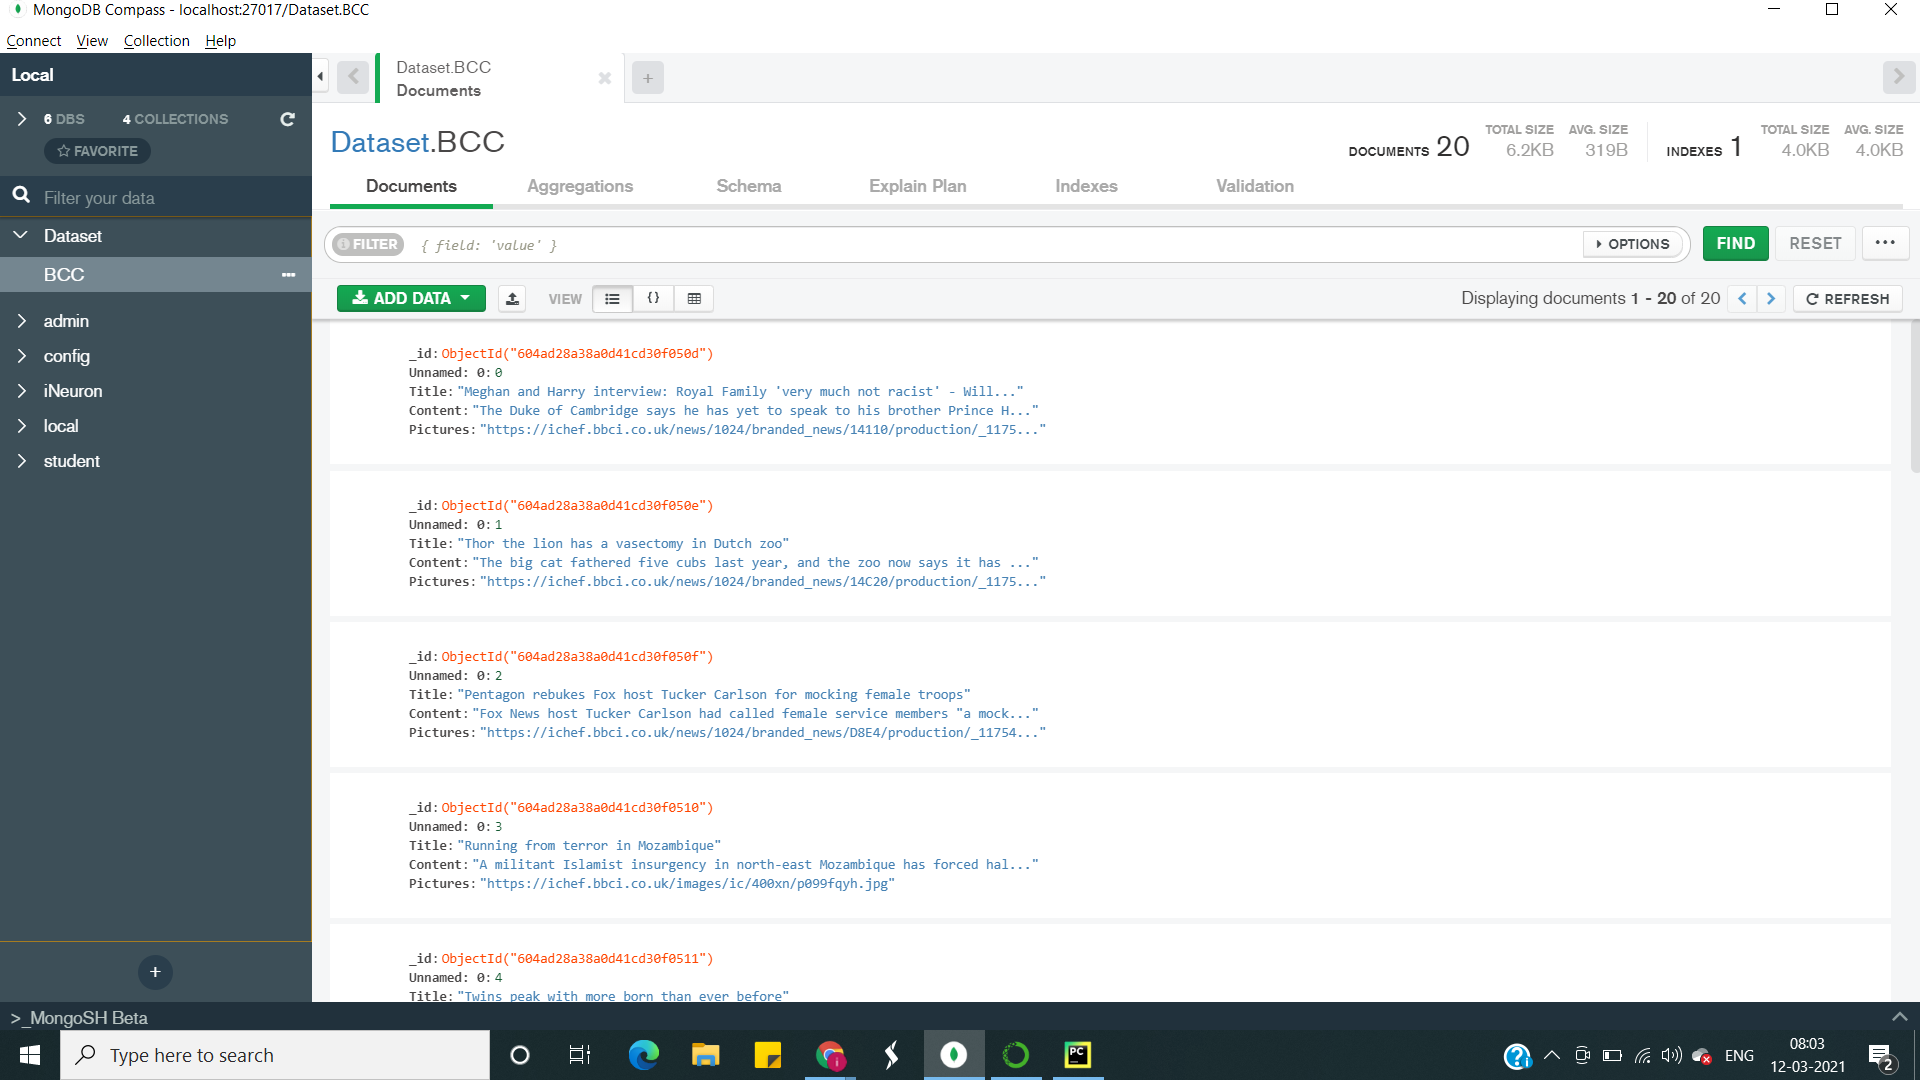 MongoDB Compass - localhost:27017/Dataset.BCC
Connect View Collection Help
Local
6 DBS 4 COLLECTIONS
FAVORITE
Filter your data
Dataset
BCC
admin
config
iNeuron
local
student
Dataset.BCC
Documents
Dataset.BCC
DOCUMENTS 20 TOTAL SIZE 6.2KB AVG. SIZE 319B INDEXES 1 TOTAL SIZE 4.0KB AVG. SIZE 4.0KB
Documents Aggregations Schema Explain Plan Indexes Validation
FILTER { field: 'value' } OPTIONS FIND RESET
ADD DATA VIEW {} Displaying documents 1 - 20 of 20 REFRESH
_id: ObjectId("604ad28a38a0d41cd30f050d")
Unnamed: 0: 0
Title: "Meghan and Harry interview: Royal Family 'very much not racist' - Will..."
Content: "The Duke of Cambridge says he has yet to speak to his brother Prince H..."
Pictures: "https://ichef.bbci.co.uk/news/1024/branded_news/14110/production/_1175..."
_id: ObjectId("604ad28a38a0d41cd30f050e")
Unnamed: 0: 1
Title: "Thor the lion has a vasectomy in Dutch zoo"
Content: "The big cat fathered five cubs last year, and the zoo now says it has ..."
Pictures: "https://ichef.bbci.co.uk/news/1024/branded_news/14C20/production/_1175..."
_id: ObjectId("604ad28a38a0d41cd30f050f")
Unnamed: 0: 2
Title: "Pentagon rebukes Fox host Tucker Carlson for mocking female troops"
Content: "Fox News host Tucker Carlson had called female service members "a mock..."
Pictures: "https://ichef.bbci.co.uk/news/1024/branded_news/D8E4/production/_11754..."
_id: ObjectId("604ad28a38a0d41cd30f0510")
Unnamed: 0: 3
Title: "Running from terror in Mozambique"
Content: "A militant Islamist insurgency in north-east Mozambique has forced hal..."
Pictures: "https://ichef.bbci.co.uk/images/ic/400xn/p099fqyh.jpg"
_id: ObjectId("604ad28a38a0d41cd30f0511")
Unnamed: 0: 4
Title: "Twins peak with more born than ever before"
>_MongoSH Beta
Type here to search
PC
ENG
08:03
12-03-2021
2